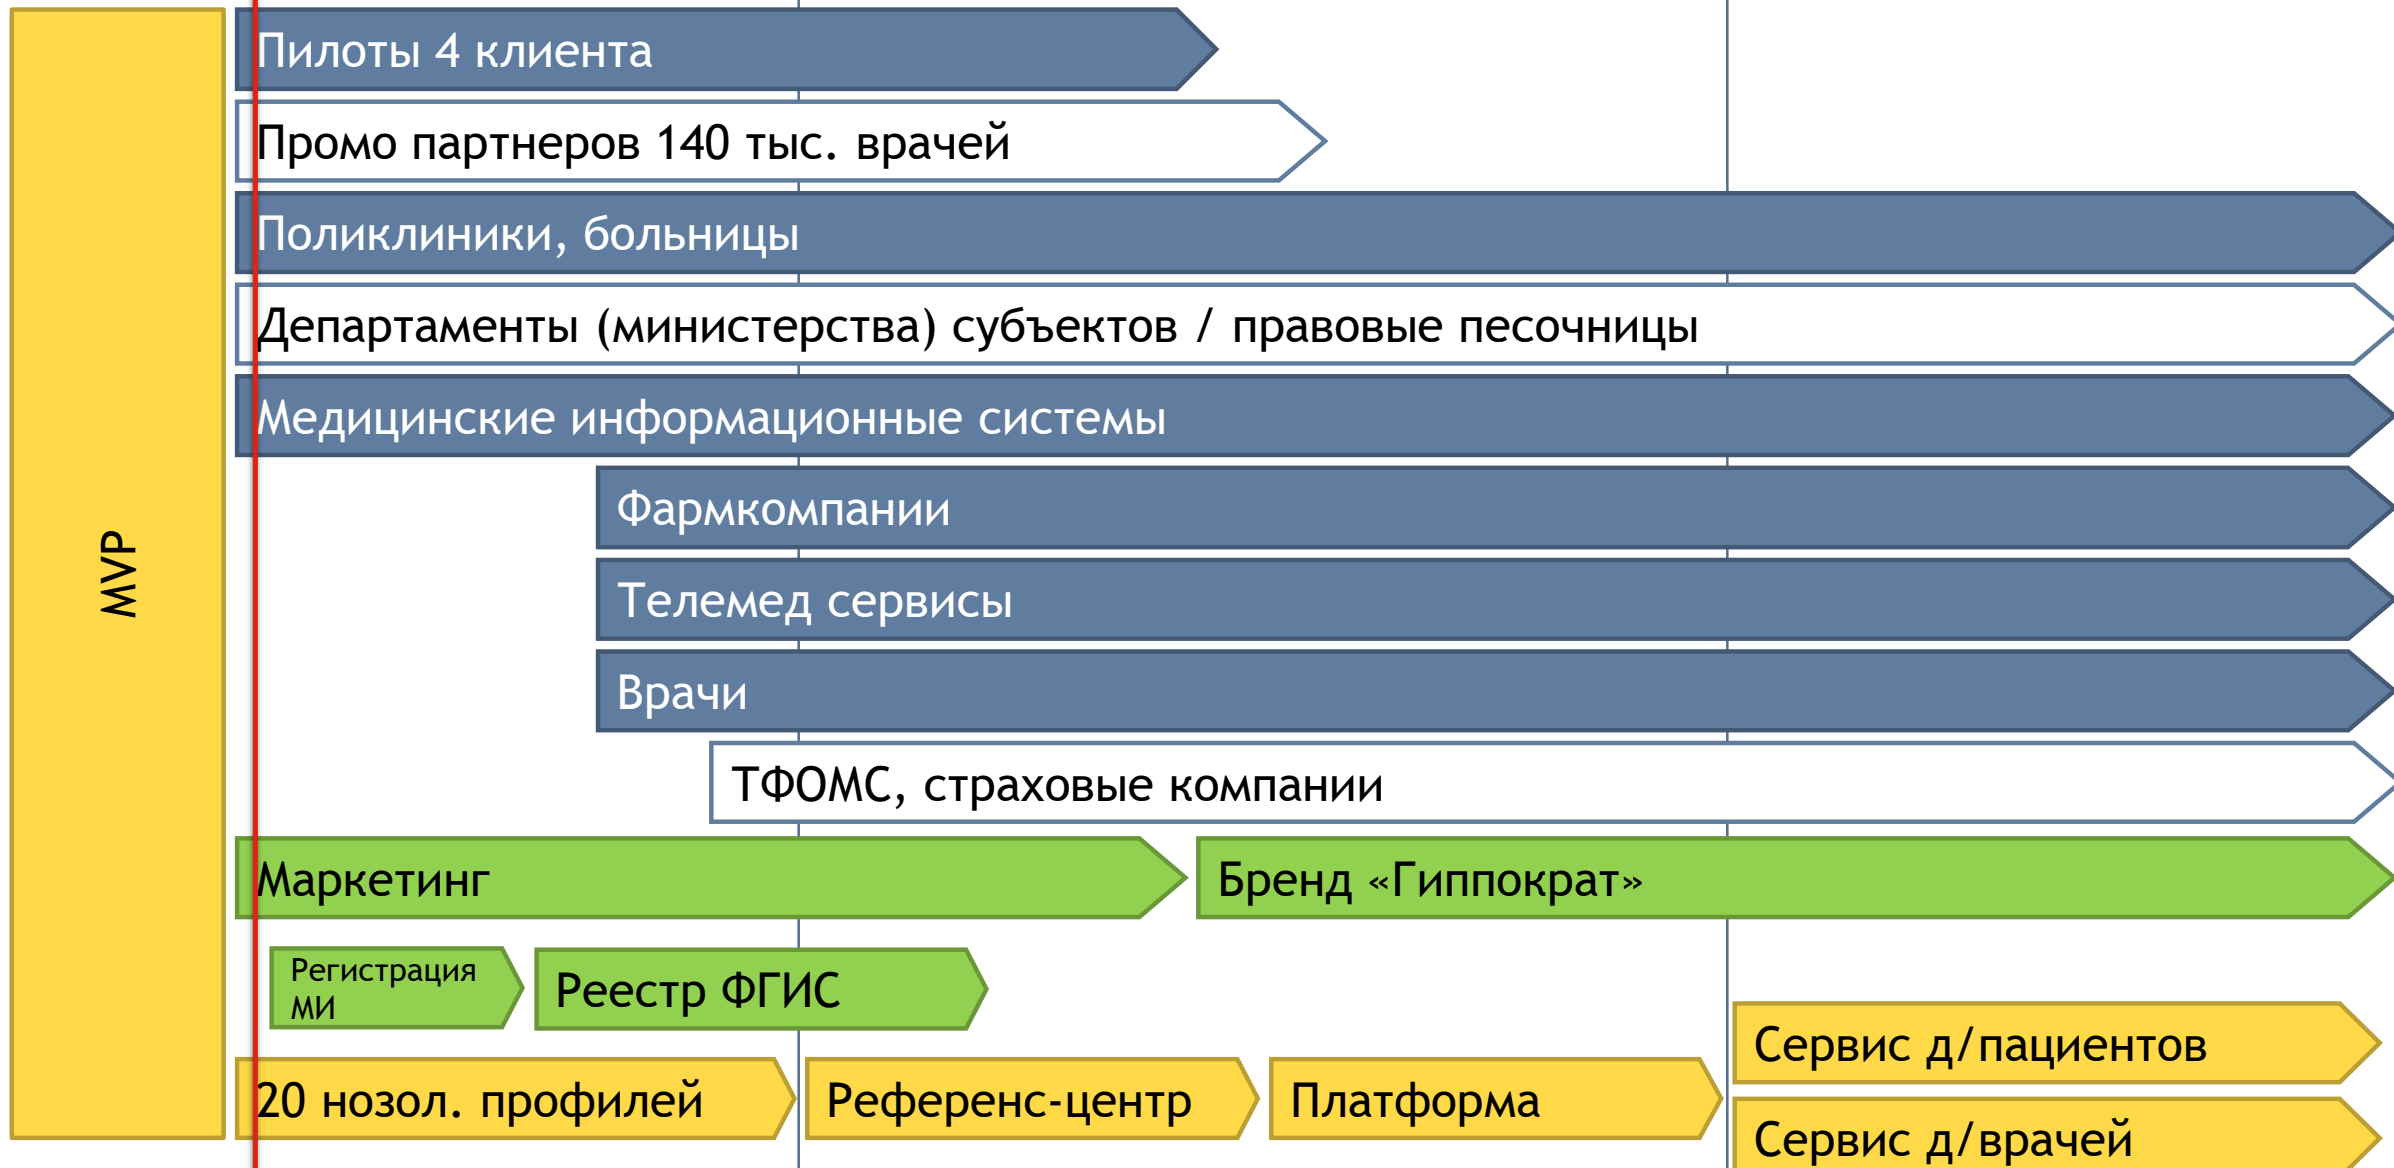 MVP
Пилоты 4 клиента
Промо партнеров 140 тыс. врачей
Поликлиники, больницы
Департаменты (министерства) субъектов / правовые песочницы
Медицинские информационные системы
Фармкомпании
Телемед сервисы
Врачи
ТФОМС, страховые компании
Маркетинг
Бренд «Гиппократ»
Регистрация
МИ
Реестр ФГИС
20 нозол. профилей
Референс-центр
Платформа
Сервис д/пациентов
Сервис д/врачей